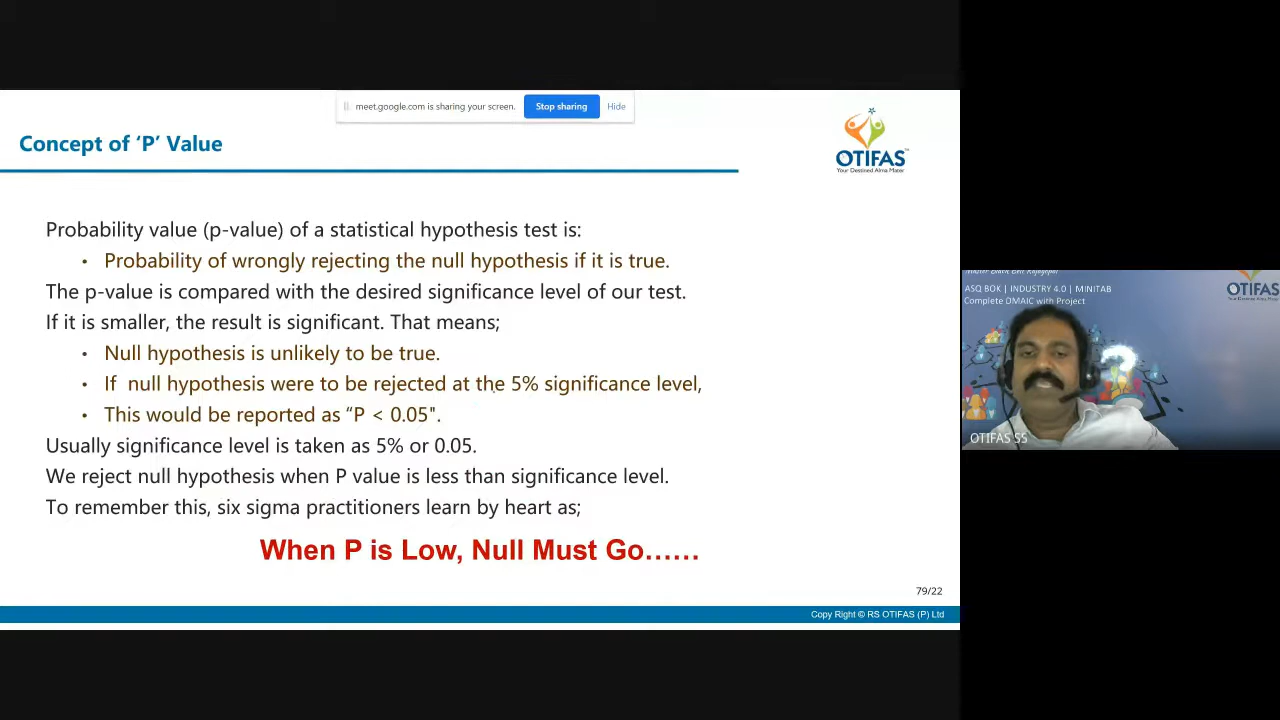 meet.google.com is sharing your screen.
Stop sharing
Hide
Concept of ‘P’ Value
OTIFAS
Your Destined Alma Mater
Probability value (p-value) of a statistical hypothesis test is:
• Probability of wrongly rejecting the null hypothesis if it is true.
The p-value is compared with the desired significance level of our test.
If it is smaller, the result is significant. That means;
• Null hypothesis is unlikely to be true.
• If null hypothesis were to be rejected at the 5% significance level,
• This would be reported as “P < 0.05".
Usually significance level is taken as 5% or 0.05.
We reject null hypothesis when P value is less than significance level.
To remember this, six sigma practitioners learn by heart as;
When P is Low, Null Must Go……
79/22
Copy Right © RS OTIFAS (P) Ltd
ASQ BOK | INDUSTRY 4.0 | MINITAB
Complete DMAIC with Project
OTIFAS
OTIFAS SS